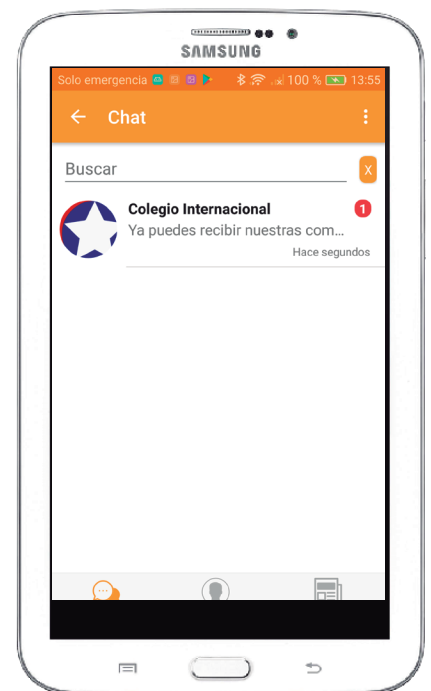 SAMSUNG
Solo emergencia 100 % 13:55
Chat
Buscar
X
Colegio Internacional 1
Ya puedes recibir nuestras com...
Hace segundos